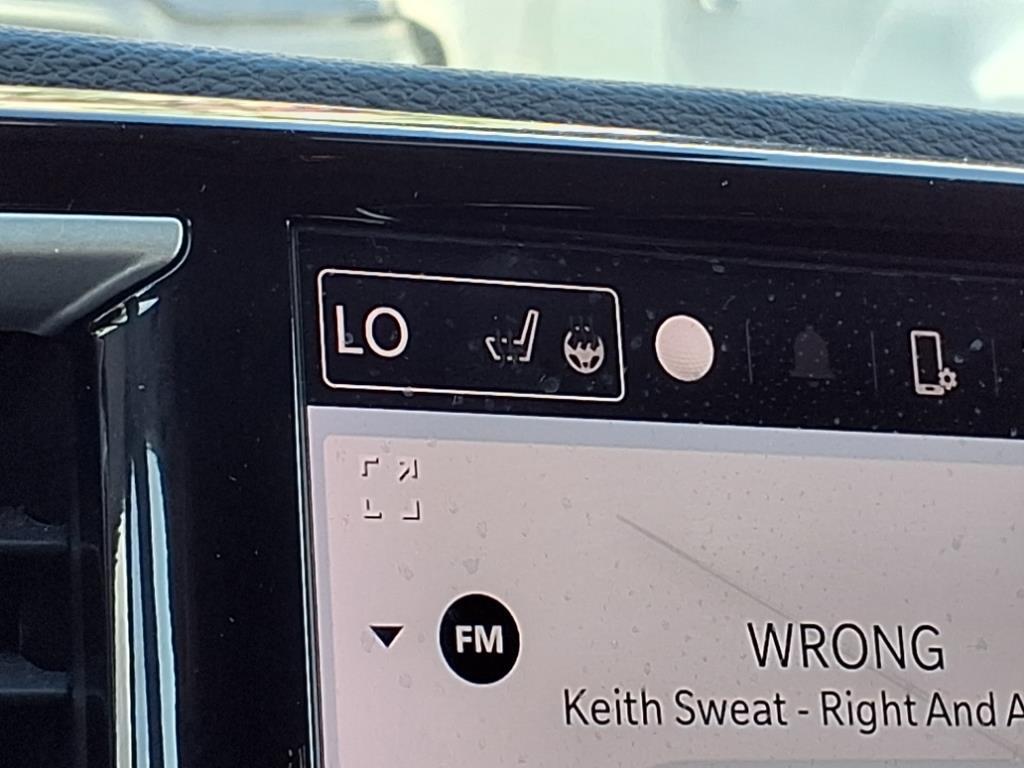 LO
FM
WRONG
Keith Sweat - Right And A